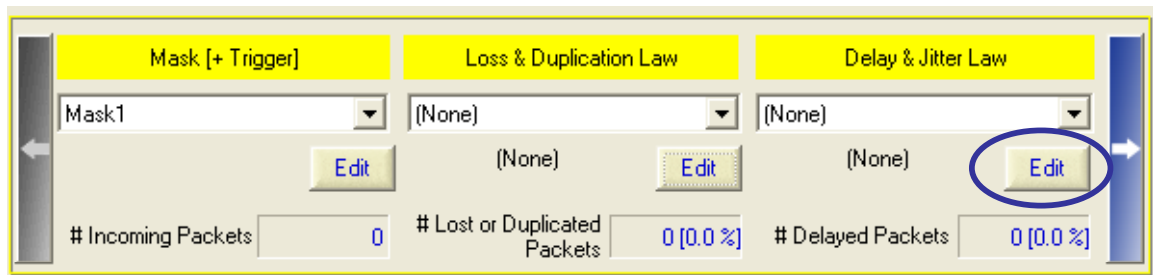 Mask [+ Trigger]
Loss & Duplication Law
Delay & Jitter Law
Mask1
(None)
(None)
Edit
(None)
Edit
(None)
Edit
# Incoming Packets
0
# Lost or Duplicated
Packets
0 [0.0 %]
# Delayed Packets
0 [0.0 %]